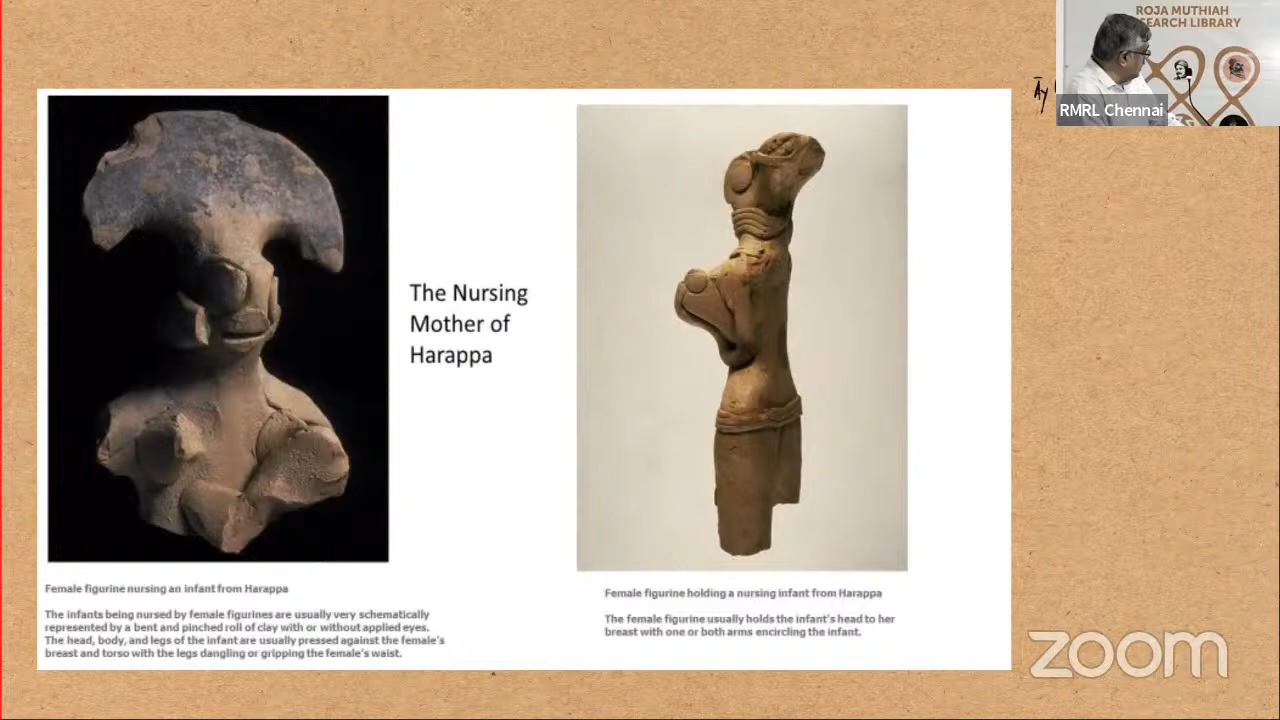 ROJA MUTHIAH
RESEARCH LIBRARY
Āy
RMRL Chennai
The Nursing
Mother of
Harappa
Female figurine nursing an infant from Harappa
The infants being nursed by female figurines are usually very schematically
represented by a bent and pinched roll of clay with or without applied eyes.
The head, body, and legs of the infant are usually pressed against the female's
breast and torso with the legs dangling or gripping the female's waist.
Female figurine holding a nursing infant from Harappa
The female figurine usually holds the infant's head to her
breast with one or both arms encircling the infant.
zoom